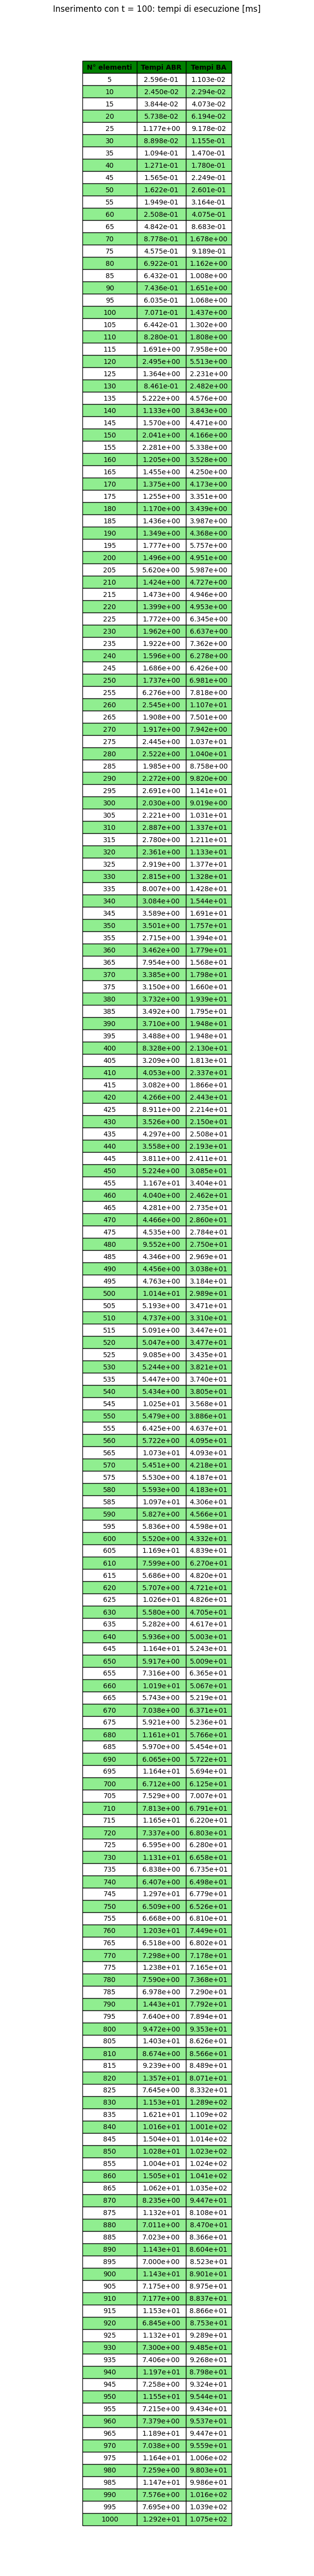 Inserimento con t = 100: tempi di esecuzione [ms]
N° elementi Tempi ABR Tempi BA
5 2.596e-01 1.103e-02
10 2.450e-02 2.294e-02
15 3.844e-02 4.073e-02
20 5.738e-02 6.194e-02
25 1.177e+00 9.178e-02
30 8.898e-02 1.155e-01
35 1.094e-01 1.470e-01
40 1.271e-01 1.780e-01
45 1.565e-01 2.249e-01
50 1.622e-01 2.601e-01
55 1.949e-01 3.164e-01
60 2.508e-01 4.075e-01
65 4.842e-01 8.683e-01
70 8.778e-01 1.678e+00
75 4.575e-01 9.189e-01
80 6.922e-01 1.162e+00
85 6.432e-01 1.008e+00
90 7.436e-01 1.651e+00
95 6.035e-01 1.068e+00
100 7.071e-01 1.437e+00
105 6.442e-01 1.302e+00
110 8.280e-01 1.808e+00
115 1.691e+00 7.958e+00
120 2.495e+00 5.513e+00
125 1.364e+00 2.231e+00
130 8.461e-01 2.482e+00
135 5.222e+00 4.576e+00
140 1.133e+00 3.843e+00
145 1.570e+00 4.471e+00
150 2.041e+00 4.166e+00
155 2.281e+00 5.338e+00
160 1.205e+00 3.528e+00
165 1.455e+00 4.250e+00
170 1.375e+00 4.173e+00
175 1.255e+00 3.351e+00
180 1.170e+00 3.439e+00
185 1.436e+00 3.987e+00
190 1.349e+00 4.368e+00
195 1.777e+00 5.757e+00
200 1.496e+00 4.951e+00
205 5.620e+00 5.987e+00
210 1.424e+00 4.727e+00
215 1.473e+00 4.946e+00
220 1.399e+00 4.953e+00
225 1.772e+00 6.345e+00
230 1.962e+00 6.637e+00
235 1.922e+00 7.362e+00
240 1.596e+00 6.278e+00
245 1.686e+00 6.426e+00
250 1.737e+00 6.981e+00
255 6.276e+00 7.818e+00
260 2.545e+00 1.107e+01
265 1.908e+00 7.501e+00
270 1.917e+00 7.942e+00
275 2.445e+00 1.037e+01
280 2.522e+00 1.040e+01
285 1.985e+00 8.758e+00
290 2.272e+00 9.820e+00
295 2.691e+00 1.141e+01
300 2.030e+00 9.019e+00
305 2.221e+00 1.031e+01
310 2.887e+00 1.337e+01
315 2.780e+00 1.211e+01
320 2.361e+00 1.133e+01
325 2.919e+00 1.377e+01
330 2.815e+00 1.328e+01
335 8.007e+00 1.428e+01
340 3.084e+00 1.544e+01
345 3.589e+00 1.691e+01
350 3.501e+00 1.757e+01
355 2.715e+00 1.394e+01
360 3.462e+00 1.779e+01
365 7.954e+00 1.568e+01
370 3.385e+00 1.798e+01
375 3.150e+00 1.660e+01
380 3.732e+00 1.939e+01
385 3.492e+00 1.795e+01
390 3.710e+00 1.948e+01
395 3.488e+00 1.948e+01
400 8.328e+00 2.130e+01
405 3.209e+00 1.813e+01
410 4.053e+00 2.337e+01
415 3.082e+00 1.866e+01
420 4.266e+00 2.443e+01
425 8.911e+00 2.214e+01
430 3.526e+00 2.150e+01
435 4.297e+00 2.508e+01
440 3.558e+00 2.193e+01
445 3.811e+00 2.411e+01
450 5.224e+00 3.085e+01
455 1.167e+01 3.404e+01
460 4.040e+00 2.462e+01
465 4.281e+00 2.735e+01
470 4.466e+00 2.860e+01
475 4.535e+00 2.784e+01
480 9.552e+00 2.750e+01
485 4.346e+00 2.969e+01
490 4.456e+00 3.038e+01
495 4.763e+00 3.184e+01
500 1.014e+01 2.989e+01
505 5.193e+00 3.471e+01
510 4.737e+00 3.310e+01
515 5.091e+00 3.447e+01
520 5.047e+00 3.477e+01
525 9.085e+00 3.435e+01
530 5.244e+00 3.821e+01
535 5.447e+00 3.740e+01
540 5.434e+00 3.805e+01
545 1.025e+01 3.568e+01
550 5.479e+00 3.886e+01
555 6.425e+00 4.637e+01
560 5.722e+00 4.095e+01
565 1.073e+01 4.093e+01
570 5.451e+00 4.218e+01
575 5.530e+00 4.187e+01
580 5.593e+00 4.183e+01
585 1.097e+01 4.306e+01
590 5.827e+00 4.566e+01
595 5.836e+00 4.598e+01
600 5.520e+00 4.332e+01
605 1.169e+01 4.839e+01
610 7.599e+00 6.270e+01
615 5.686e+00 4.820e+01
620 5.707e+00 4.721e+01
625 1.026e+01 4.826e+01
630 5.580e+00 4.705e+01
635 5.282e+00 4.617e+01
640 5.936e+00 5.003e+01
645 1.164e+01 5.243e+01
650 5.917e+00 5.009e+01
655 7.316e+00 6.365e+01
660 1.019e+01 5.067e+01
665 5.743e+00 5.219e+01
670 7.038e+00 6.371e+01
675 5.921e+00 5.236e+01
680 1.161e+01 5.766e+01
685 5.970e+00 5.454e+01
690 6.065e+00 5.722e+01
695 1.164e+01 5.694e+01
700 6.712e+00 6.125e+01
705 7.529e+00 7.007e+01
710 7.813e+00 6.791e+01
715 1.165e+01 6.220e+01
720 7.337e+00 6.803e+01
725 6.595e+00 6.280e+01
730 1.131e+01 6.658e+01
735 6.838e+00 6.735e+01
740 6.407e+00 6.498e+01
745 1.297e+01 6.779e+01
750 6.509e+00 6.526e+01
755 6.668e+00 6.810e+01
760 1.203e+01 7.449e+01
765 6.518e+00 6.802e+01
770 7.298e+00 7.178e+01
775 1.238e+01 7.165e+01
780 7.590e+00 7.368e+01
785 6.978e+00 7.290e+01
790 1.443e+01 7.792e+01
795 7.640e+00 7.894e+01
800 9.472e+00 9.353e+01
805 1.403e+01 8.626e+01
810 8.674e+00 8.566e+01
815 9.239e+00 8.489e+01
820 1.357e+01 8.071e+01
825 7.645e+00 8.332e+01
830 1.153e+01 1.289e+02
835 1.621e+01 1.109e+02
840 1.016e+01 1.001e+02
845 1.504e+01 1.014e+02
850 1.028e+01 1.023e+02
855 1.004e+01 1.024e+02
860 1.505e+01 1.041e+02
865 1.062e+01 1.035e+02
870 8.235e+00 9.447e+01
875 1.132e+01 8.108e+01
880 7.011e+00 8.470e+01
885 7.023e+00 8.366e+01
890 1.143e+01 8.604e+01
895 7.000e+00 8.523e+01
900 1.143e+01 8.901e+01
905 7.175e+00 8.975e+01
910 7.177e+00 8.837e+01
915 1.153e+01 8.866e+01
920 6.845e+00 8.753e+01
925 1.132e+01 9.289e+01
930 7.300e+00 9.485e+01
935 7.406e+00 9.268e+01
940 1.197e+01 8.798e+01
945 7.258e+00 9.324e+01
950 1.155e+01 9.544e+01
955 7.215e+00 9.434e+01
960 7.379e+00 9.537e+01
965 1.189e+01 9.447e+01
970 7.038e+00 9.559e+01
975 1.164e+01 1.006e+02
980 7.259e+00 9.803e+01
985 1.147e+01 9.986e+01
990 7.576e+00 1.016e+02
995 7.695e+00 1.039e+02
1000 1.292e+01 1.075e+02